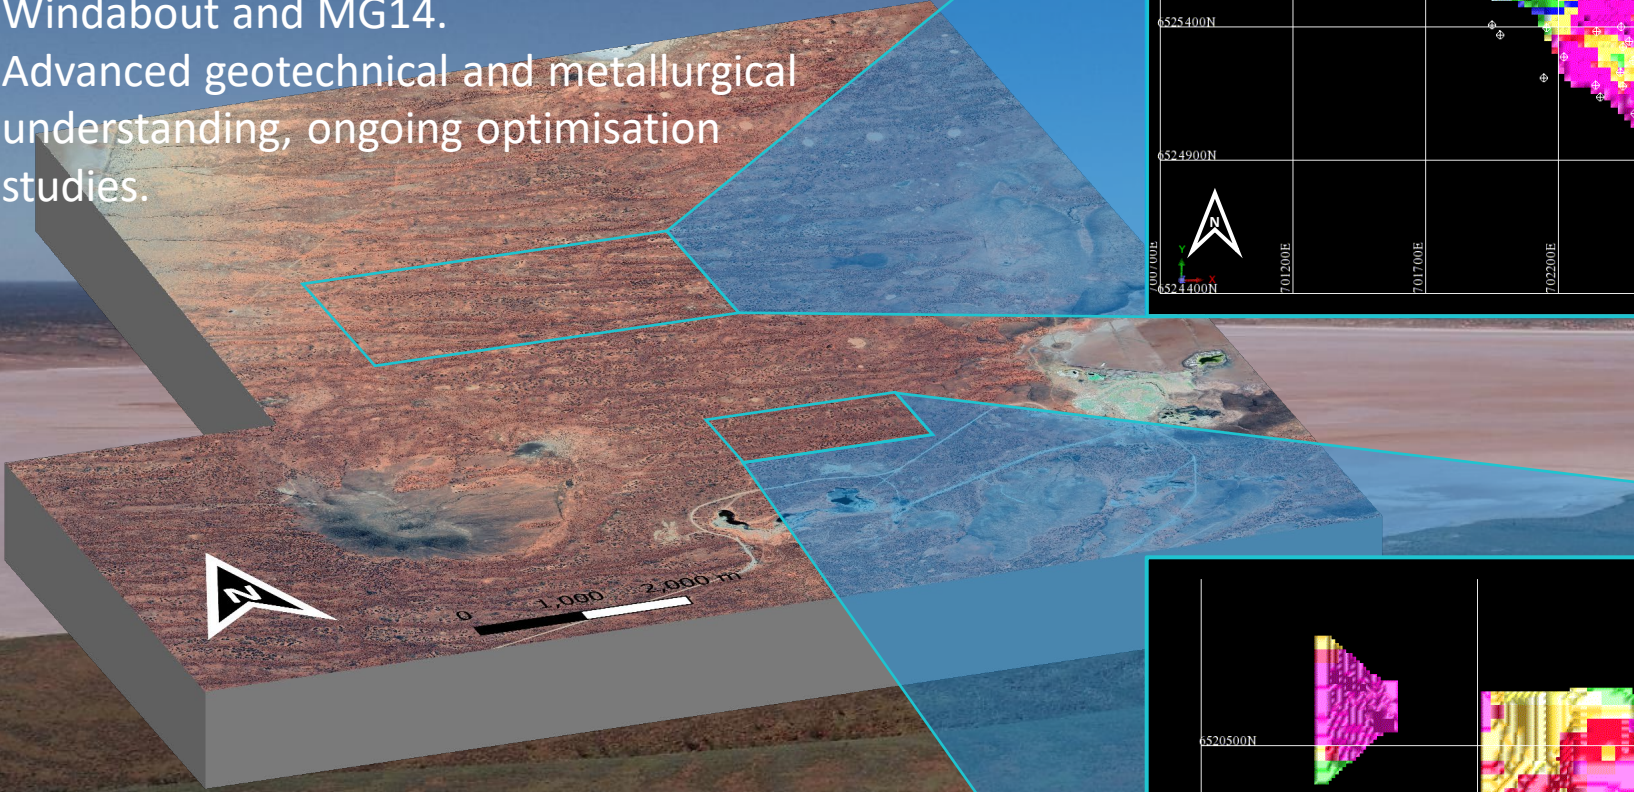 Windabout and MG14.
Advanced geotechnical and metallurgical
understanding, ongoing optimisation
studies.
6525400N
6524900N
N
Y
X
6524400N
700700E
701200E
701700E
702200E
N
0 1,000 2,000 m
6520500N